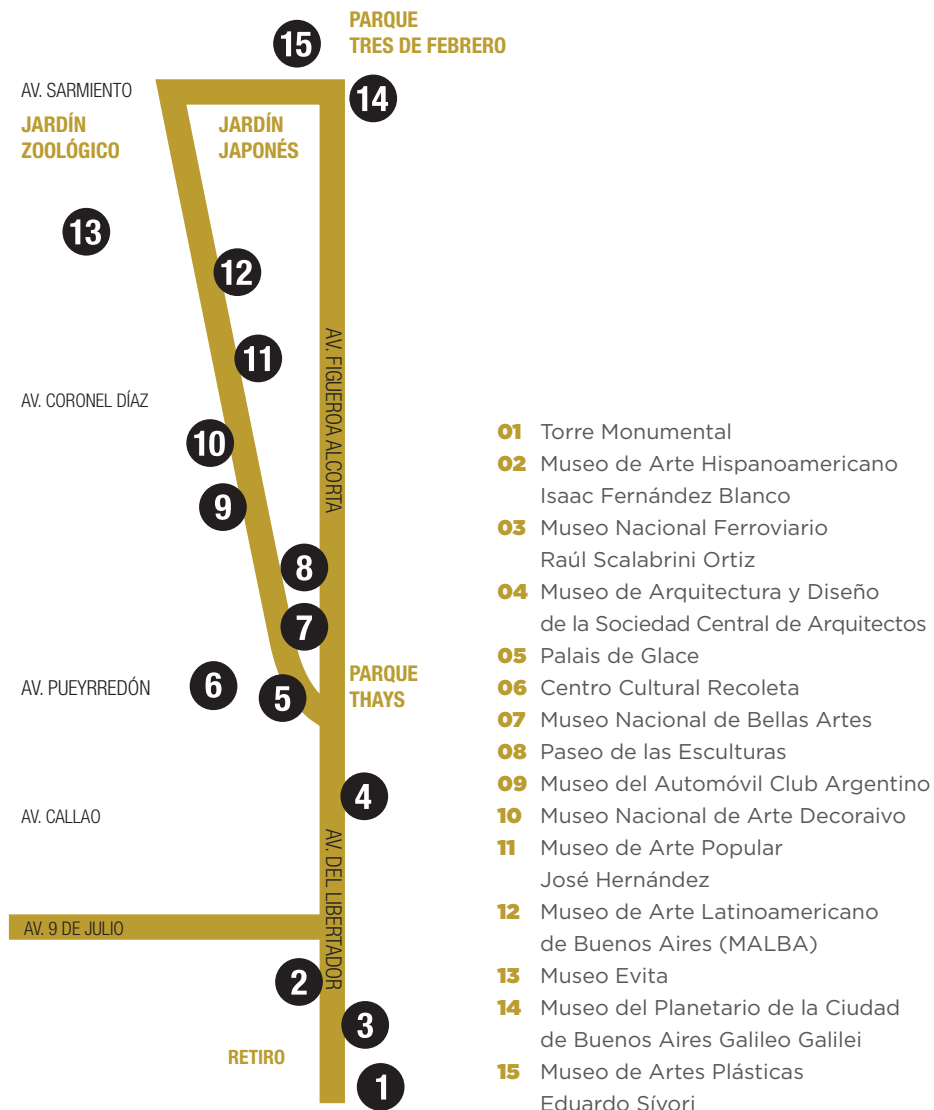 PARQUE
TRES DE FEBRERO
15
AV. SARMIENTO
14
JARDÍN
ZOOLÓGICO
JARDÍN
JAPONÉS
13
12
AV. FIGUEROA ALCORTA
11
AV. CORONEL DÍAZ
10
9
8
7
AV. PUEYRREDÓN
6
5
PARQUE
THAYS
4
AV. CALLAO
AV. DEL LIBERTADOR
AV. 9 DE JULIO
2
3
RETIRO
1
01 Torre Monumental
02 Museo de Arte Hispanoamericano
Isaac Fernández Blanco
03 Museo Nacional Ferroviario
Raúl Scalabrini Ortiz
04 Museo de Arquitectura y Diseño
de la Sociedad Central de Arquitectos
05 Palais de Glace
06 Centro Cultural Recoleta
07 Museo Nacional de Bellas Artes
08 Paseo de las Esculturas
09 Museo del Automóvil Club Argentino
10 Museo Nacional de Arte Decoraivo
11 Museo de Arte Popular
José Hernández
12 Museo de Arte Latinoamericano
de Buenos Aires (MALBA)
13 Museo Evita
14 Museo del Planetario de la Ciudad
de Buenos Aires Galileo Galilei
15 Museo de Artes Plásticas
Eduardo Sívori